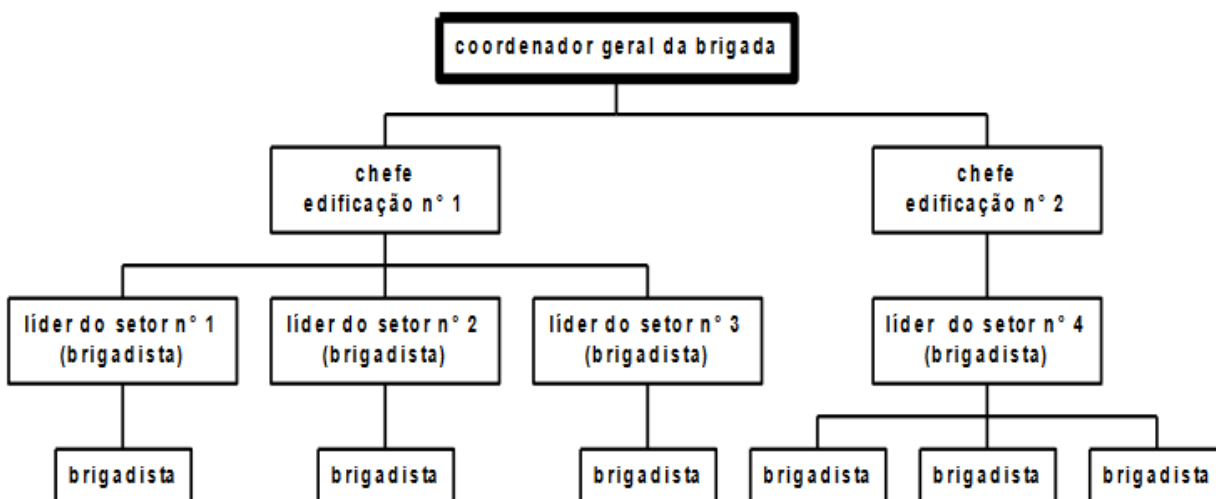 coordenador geral da brigada
chefe
edificação n° 1
chefe
edificação n° 2
líder do setor n° 1
(brigadista)
líder do setor n° 2
(brigadista)
líder do setor n° 3
(brigadista)
líder do setor n° 4
(brigadista)
brigadista
brigadista
brigadista
brigadista
brigadista
brigadista